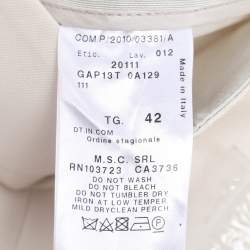 COMP/2010/03381/A
Etic. Lav. 012
20111
GAP13T 0A129
111
Made in Italy
TG. 42
DT.IN.COM
Ordine stagionale
M.S.C. SRL
RN103723 CA3736
DO NOT WASH
DO NOT BLEACH
DO NOT TUMBLER DRY
IRON AT LOW TEMPER
MILD DRYCLEAN PERCH